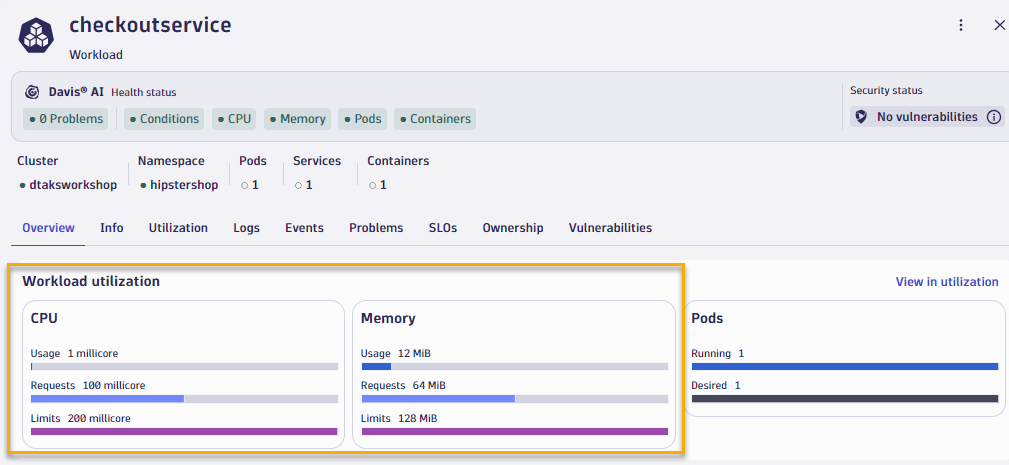 checkoutservice
Workload
Davis® AI Health status
Security status
0 Problems Conditions CPU Memory Pods Containers
No vulnerabilities
Cluster Namespace Pods Services Containers
dtaksworkshop hipstershop 1 1 1
Overview Info Utilization Logs Events Problems SLOs Ownership Vulnerabilities
Workload utilization
View in utilization
CPU
Usage 1 millicore
Requests 100 millicore
Limits 200 millicore
Memory
Usage 12 MiB
Requests 64 MiB
Limits 128 MiB
Pods
Running 1
Desired 1